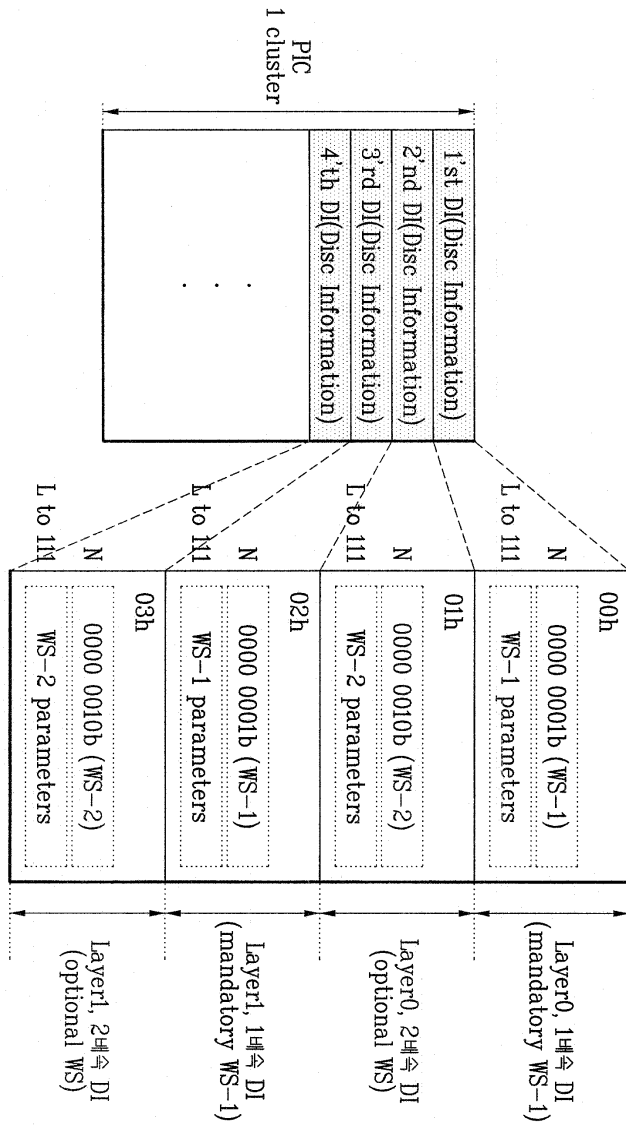 PIC
1 cluster
1'st DI(Disc Information)
2'nd DI(Disc Information)
3'rd DI(Disc Information)
4'th DI(Disc Information)
. . .
00h
N
0000 0001b (WS-1)
L to 111
WS-1 parameters
Layer0, 1배속 DI
(mandatory WS-1)
01h
N
0000 0010b (WS-2)
L to 111
WS-2 parameters
Layer0, 2배속 DI
(optional WS)
02h
N
0000 0001b (WS-1)
L to 111
WS-1 parameters
Layer1, 1배속 DI
(mandatory WS-1)
03h
N
0000 0010b (WS-2)
L to 111
WS-2 parameters
Layer1, 2배속 DI
(optional WS)